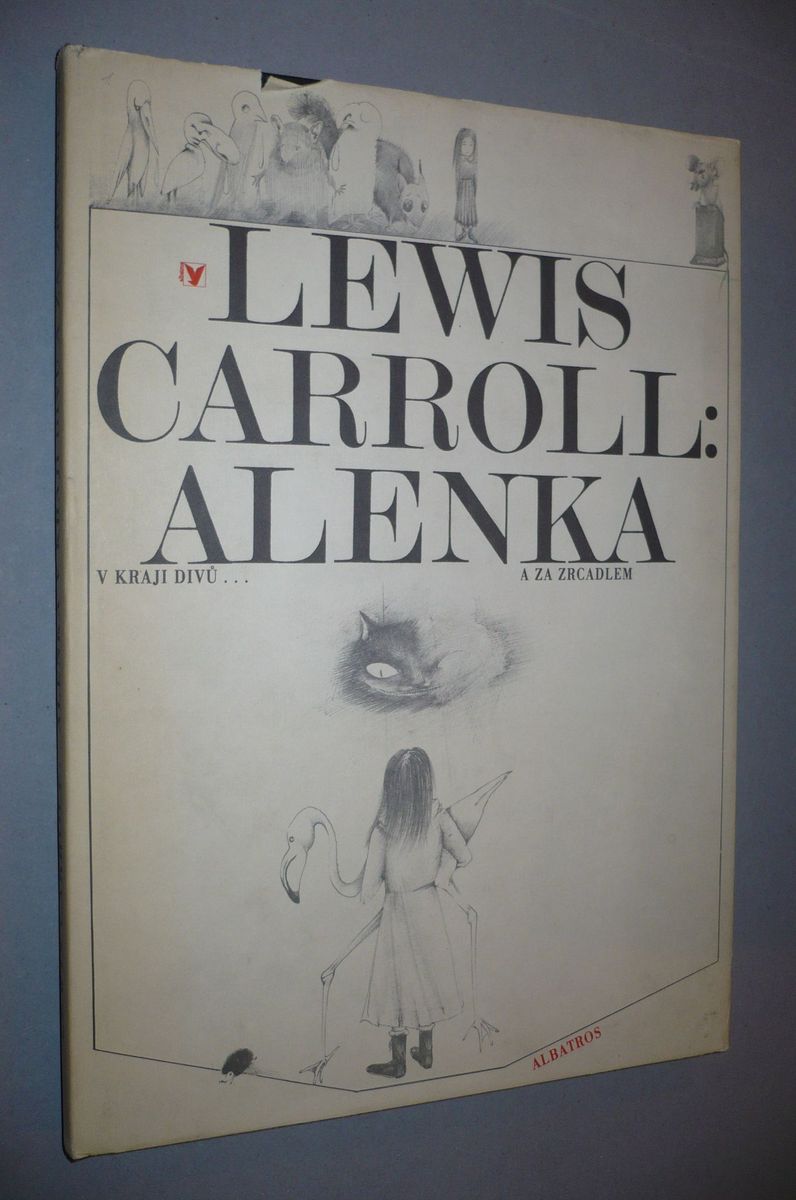 LEWIS
CARROLL:
ALENKA
V KRAJI DIVŮ ... A ZA ZRCADLEM
ALBATROS